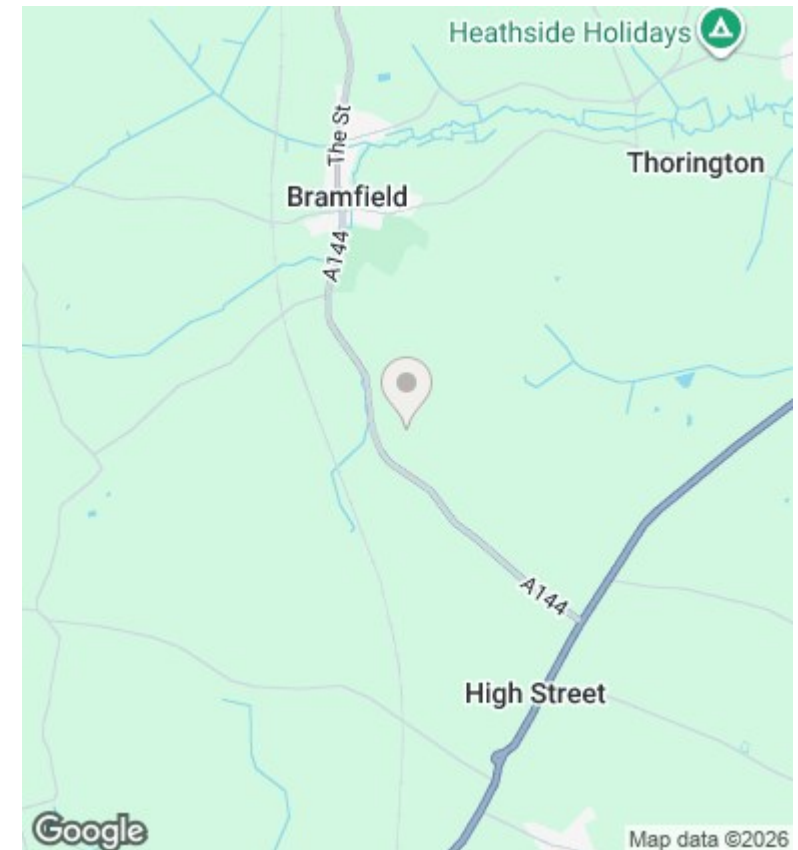 Heathside Holidays
The St
Thorington
Bramfield
A144
A144
High Street
Google
Map data ©2026